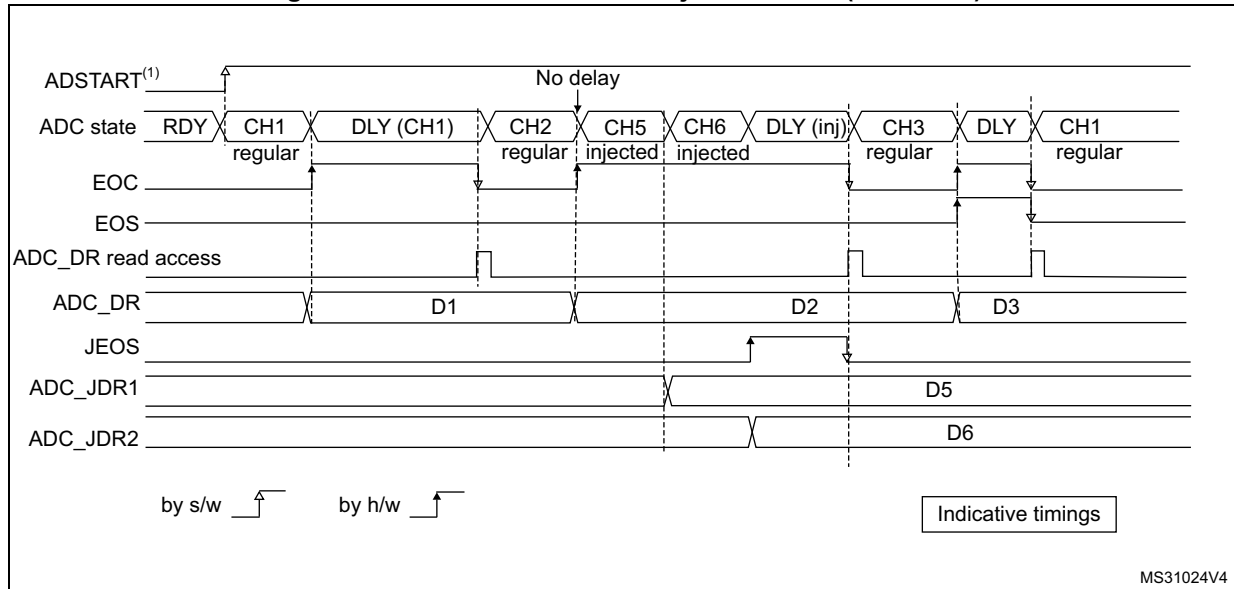 ADSTART(1)
No delay
ADC state RDY CH1 DLY (CH1) CH2 CH5 CH6 DLY (inj) CH3 DLY CH1
regular regular injected injected regular regular
EOC
EOS
ADC_DR read access
ADC_DR D1 D2 D3
JEOS
ADC_JDR1 D5
ADC_JDR2 D6
by s/w by h/w Indicative timings
MS31024V4